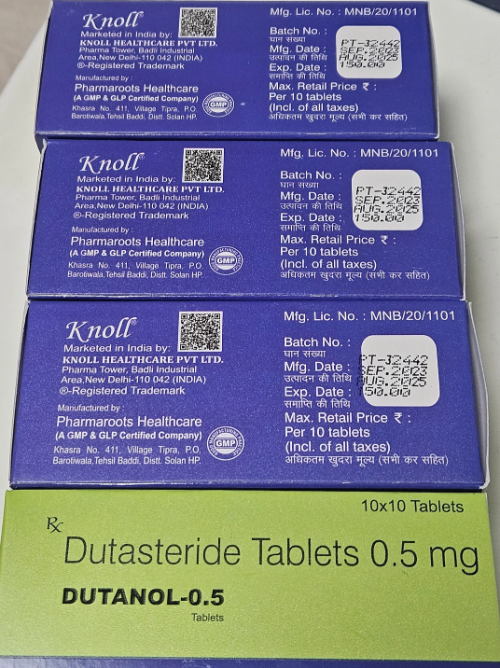 Knoll®
Marketed in India by:
KNOLL HEALTHCARE PVT LTD.
Pharma Tower, Badli Industrial
Area,New Delhi-110 042 (INDIA)
®-Registered Trademark
Manufactured by :
Pharmaroots Healthcare
(A GMP & GLP Certified Company)
Khasra No. 411, Village Tipra, P.O.
Barotiwala,Tehsil Baddi, Distt. Solan HP.
GMP
Mfg. Lic. No. : MNB/20/1101
Batch No. :
घान संख्या
Mfg. Date :
उत्पादन की तिथि
Exp. Date :
समाप्ति की तिथि
PT-32442
SEP.2023
AUG.2025
150.00
Max. Retail Price ₹ :
Per 10 tablets
(Incl. of all taxes)
अधिकतम खुदरा मूल्य (सभी कर सहित)
Knoll®
Marketed in India by:
KNOLL HEALTHCARE PVT LTD.
Pharma Tower, Badli Industrial
Area,New Delhi-110 042 (INDIA)
®-Registered Trademark
Manufactured by :
Pharmaroots Healthcare
(A GMP & GLP Certified Company)
Khasra No. 411, Village Tipra, P.O.
Barotiwala,Tehsil Baddi, Distt. Solan HP.
GMP
Mfg. Lic. No. : MNB/20/1101
Batch No. :
घान संख्या
Mfg. Date :
उत्पादन की तिथि
Exp. Date :
समाप्ति की तिथि
PT-32442
SEP.2023
AUG.2025
150.00
Max. Retail Price ₹ :
Per 10 tablets
(Incl. of all taxes)
अधिकतम खुदरा मूल्य (सभी कर सहित)
Knoll®
Marketed in India by:
KNOLL HEALTHCARE PVT LTD.
Pharma Tower, Badli Industrial
Area,New Delhi-110 042 (INDIA)
®-Registered Trademark
Manufactured by :
Pharmaroots Healthcare
(A GMP & GLP Certified Company)
Khasra No. 411, Village Tipra, P.O.
Barotiwala,Tehsil Baddi, Distt. Solan HP.
GMP
Mfg. Lic. No. : MNB/20/1101
Batch No. :
घान संख्या
Mfg. Date :
उत्पादन की तिथि
Exp. Date :
समाप्ति की तिथि
PT-32442
SEP.2023
AUG.2025
150.00
Max. Retail Price ₹ :
Per 10 tablets
(Incl. of all taxes)
अधिकतम खुदरा मूल्य (सभी कर सहित)
10x10 Tablets
Rx
Dutasteride Tablets 0.5 mg
DUTANOL-0.5
Tablets